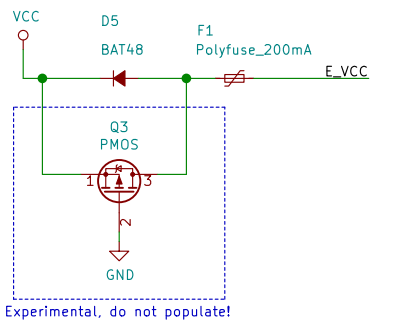 VCC
D5
BAT48
F1
Polyfuse_200mA
E_VCC
Q3
PMOS
1
3
2
GND
Experimental, do not populate!